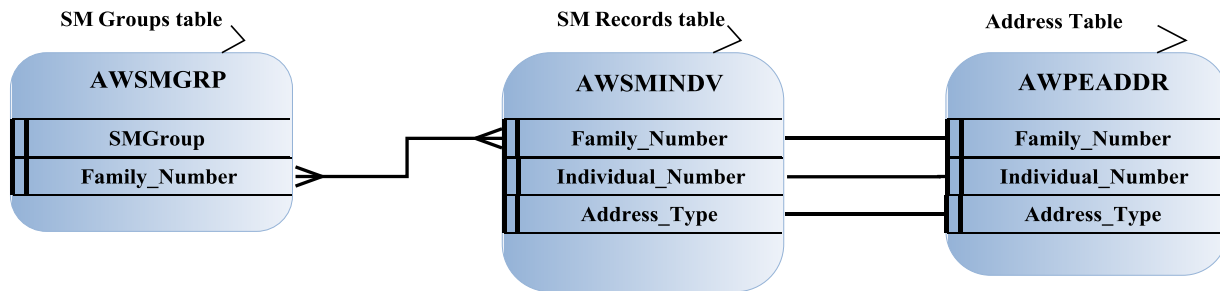 SM Groups table
AWSMGRP
SMGroup
Family_Number
SM Records table
AWSMINDV
Family_Number
Individual_Number
Address_Type
Address Table
AWPEADDR
Family_Number
Individual_Number
Address_Type